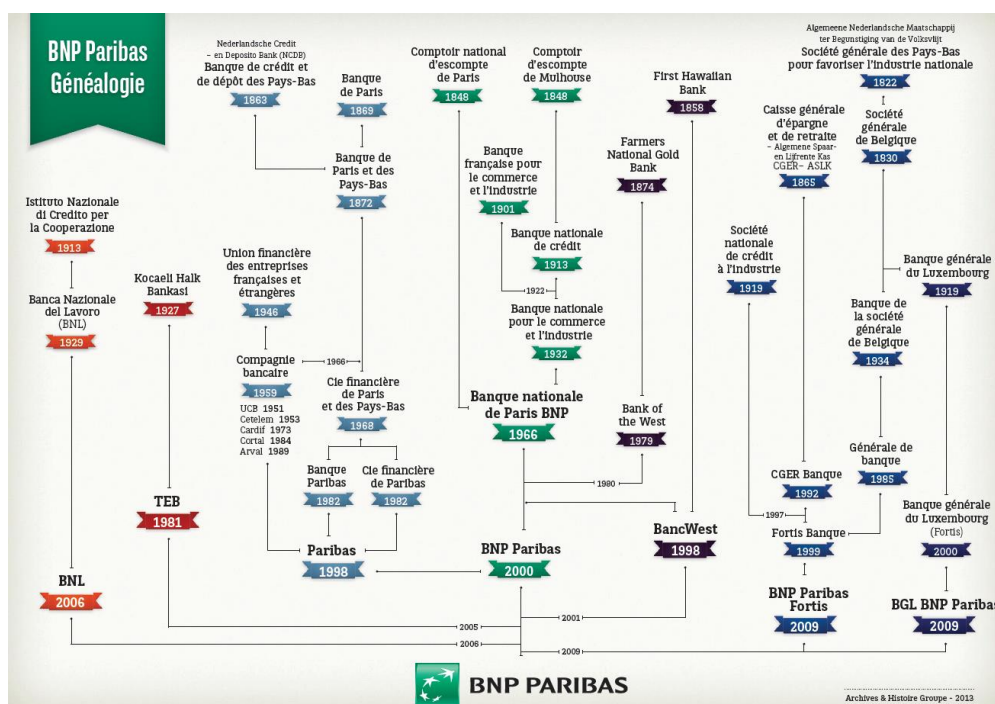 BNP Paribas
Généalogie
Nederlandsche Credit
– en Deposito Bank (NCDB)
Banque de crédit et
de dépôt des Pays-Bas
1863
Banque
de Paris
1869
Banque de
Paris et des
Pays-Bas
1872
Comptoir national
d'escompte
de Paris
1848
Comptoir
d'escompte
de Mulhouse
1848
First Hawaiian
Bank
1858
Algemeene Nederlandsche Maatschappij
ter Begunstiging van de Volksvlijt
Société générale des Pays-Bas
pour favoriser l'industrie nationale
1822
Caisse générale
d'épargne
et de retraite
– Algemene Spaar-
en Lijfrente Kas
CGER– ASLK
1865
Société
générale
de Belgique
1830
Farmers
National Gold
Bank
1874
Banque
française pour
le commerce
et l'industrie
1901
Istituto Nazionale
di Credito per
la Cooperazione
1913
Banque nationale
de crédit
1913
1922
Société
nationale
de crédit
à l'industrie
1919
Banque générale
du Luxembourg
1919
Union financière
des entreprises
françaises et
étrangères
1946
Kocaeli Halk
Bankasi
1927
Banca Nazionale
del Lavoro
(BNL)
1929
Banque nationale
pour le commerce
et l'industrie
1932
Banque de
la société
générale
de Belgique
1934
Compagnie
bancaire
1959
UCB 1951
Cetelem 1953
Cardif 1973
Cortal 1984
Arval 1989
1966
Cie financière
de Paris
et des Pays-Bas
1968
Banque nationale
de Paris BNP
1966
Bank of
the West
1979
Banque
Paribas
1982
Cie financière
de Paribas
1982
1980
CGER Banque
1992
Générale de
banque
1985
1997
TEB
1981
Paribas
1998
BNP Paribas
2000
BancWest
1998
Fortis Banque
1999
Banque générale
du Luxembourg
(Fortis)
2000
BNL
2006
BNP Paribas
Fortis
2009
BGL BNP Paribas
2009
2001
2005
2006
2009
BNP PARIBAS
Archives & Histoire Groupe - 2013